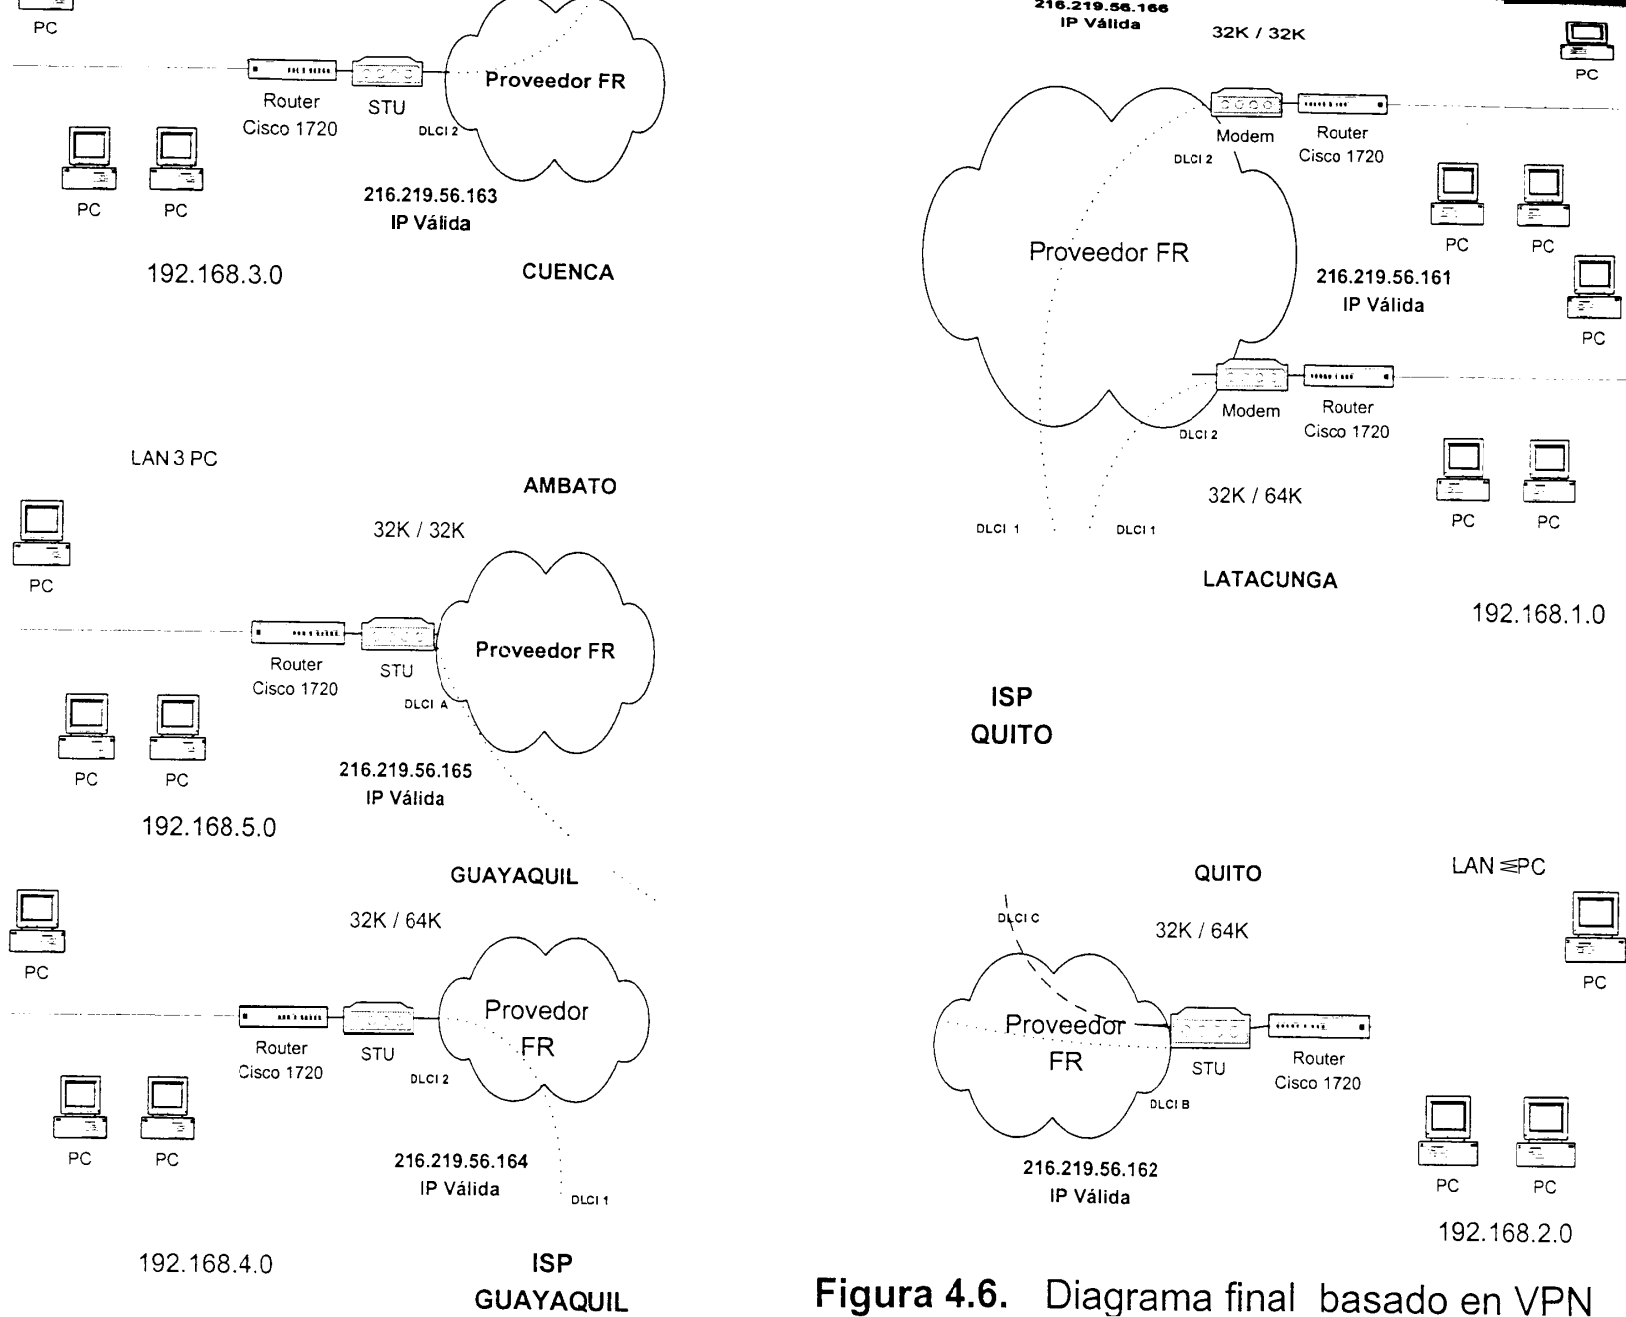 PC
Router
Cisco 1720
STU
DLCI 2
Proveedor FR
PC
PC
216.219.56.163
IP Válida
192.168.3.0
CUENCA
LAN 3 PC
AMBATO
32K / 32K
PC
Router
Cisco 1720
STU
DLCI A
Proveedor FR
PC
PC
216.219.56.165
IP Válida
192.168.5.0
GUAYAQUIL
32K / 64K
PC
Router
Cisco 1720
STU
DLCI 2
Provedor
FR
PC
PC
216.219.56.164
IP Válida
DLCI 1
192.168.4.0
ISP
GUAYAQUIL
216.219.56.166
IP Válida
32K / 32K
PC
Modem
Router
Cisco 1720
DLCI 2
PC
PC
Proveedor FR
216.219.56.161
IP Válida
PC
Modem
Router
Cisco 1720
DLCI 2
32K / 64K
PC
PC
DLCI 1
DLCI 1
LATACUNGA
192.168.1.0
ISP
QUITO
QUITO
LAN PC
DLCI C
32K / 64K
PC
Proveedor
FR
STU
Router
Cisco 1720
DLCI B
216.219.56.162
IP Válida
PC
PC
192.168.2.0
Figura 4.6. Diagrama final basado en VPN